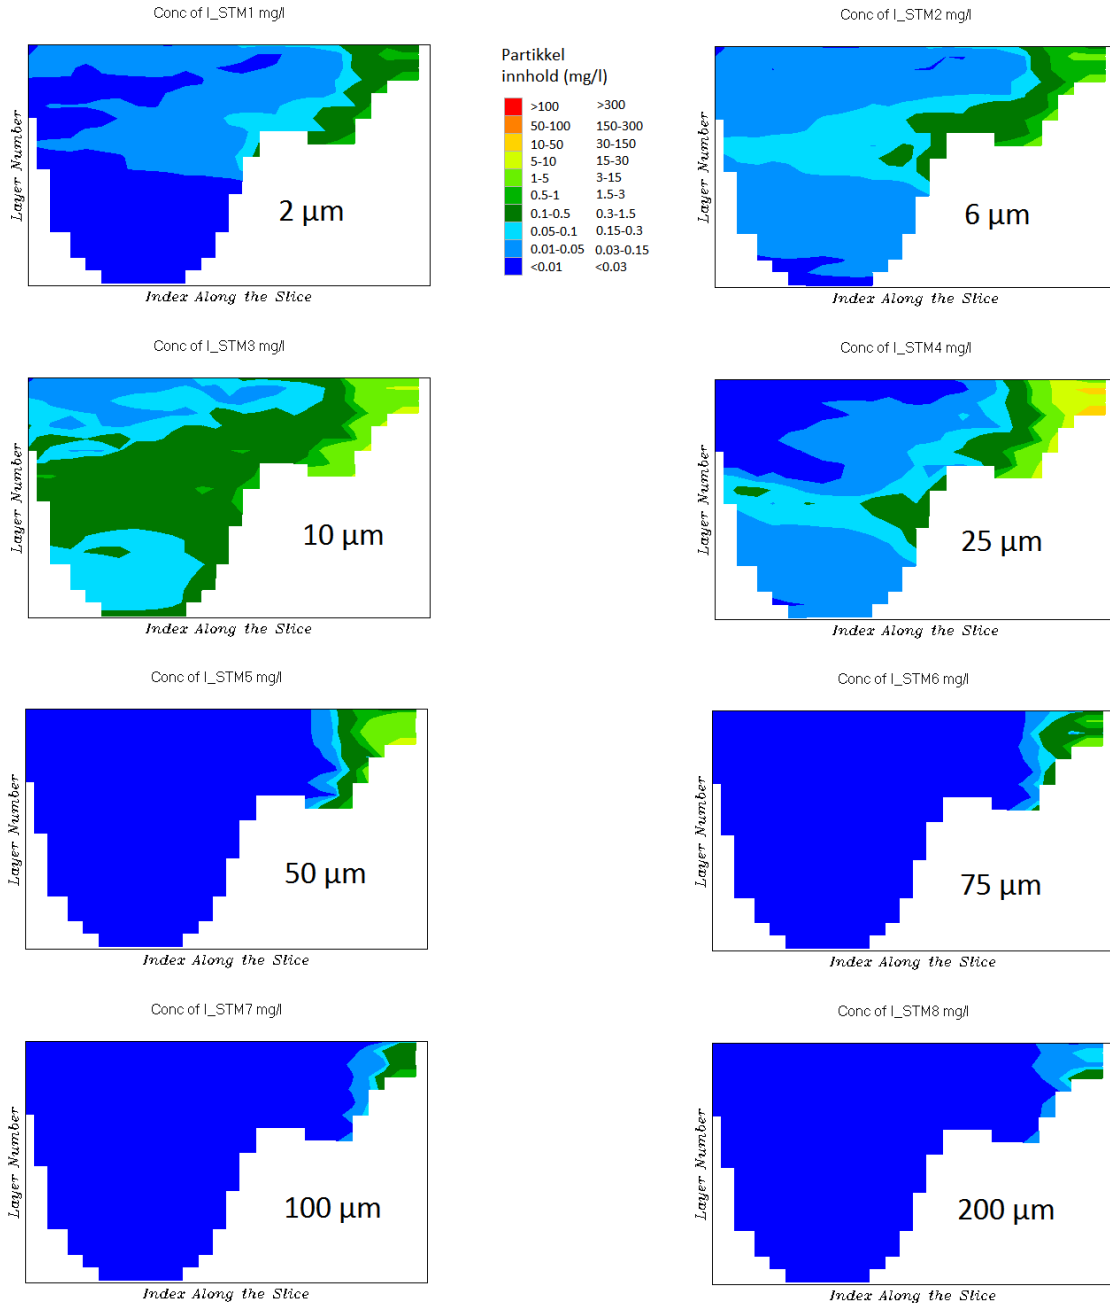 Conc of I_STM1 mg/l
Layer Number
2 µm
Index Along the Slice
Partikkel
innhold (mg/l)
>100 >300
50-100 150-300
10-50 30-150
5-10 15-30
1-5 3-15
0.5-1 1.5-3
0.1-0.5 0.3-1.5
0.05-0.1 0.15-0.3
0.01-0.05 0.03-0.15
<0.01 <0.03
Conc of I_STM2 mg/l
Layer Number
6 µm
Index Along the Slice
Conc of I_STM3 mg/l
Layer Number
10 µm
Index Along the Slice
Conc of I_STM4 mg/l
Layer Number
25 µm
Index Along the Slice
Conc of I_STM5 mg/l
Layer Number
50 µm
Index Along the Slice
Conc of I_STM6 mg/l
Layer Number
75 µm
Index Along the Slice
Conc of I_STM7 mg/l
Layer Number
100 µm
Index Along the Slice
Conc of I_STM8 mg/l
Layer Number
200 µm
Index Along the Slice